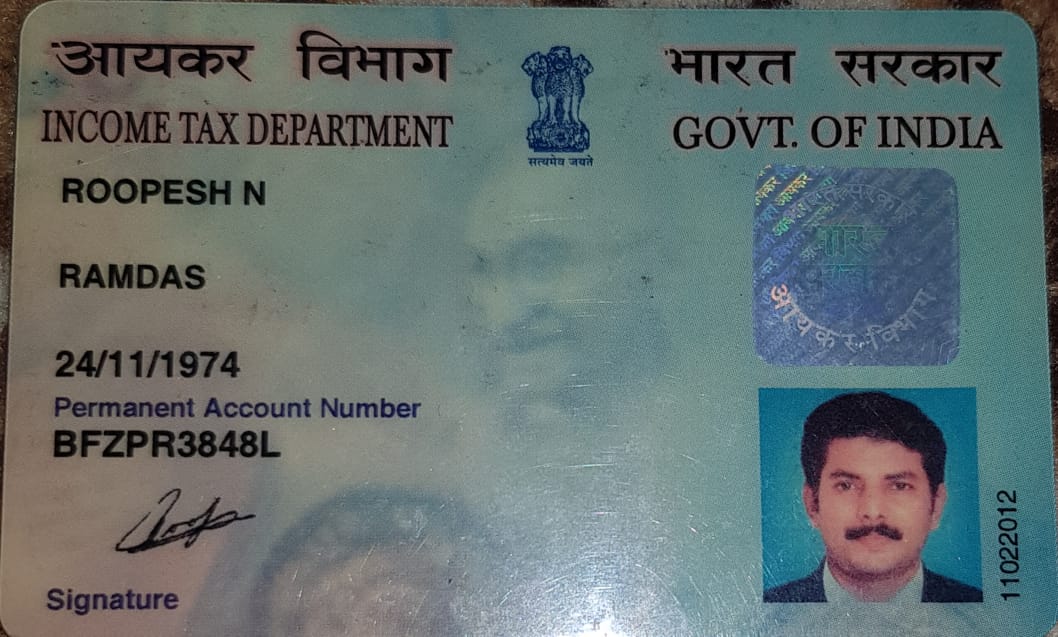 आयकर विभाग
INCOME TAX DEPARTMENT
भारत सरकार
GOVT. OF INDIA
सत्यमेव जयते
ROOPESH N
RAMDAS
24/11/1974
Permanent Account Number
BFZPR3848L
Signature
भारत
आयकर विभाग
11022012